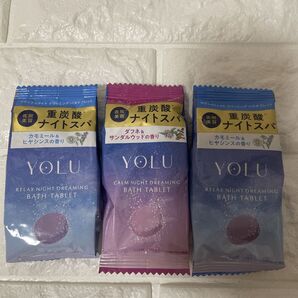 重炭酸
ナイトスパ
カモミール&
ヒヤシンスの香り
YOLU
RELAX NIGHT DREAMING
BATH TABLET
重炭酸
ナイトスパ
ダフネ&
サンダルウッドの香り
YOLU
CALM NIGHT DREAMING
BATH TABLET
重炭酸
ナイトスパ
カモミール&
ヒヤシンスの香り
YOLU
RELAX NIGHT DREAMING
BATH TABLET